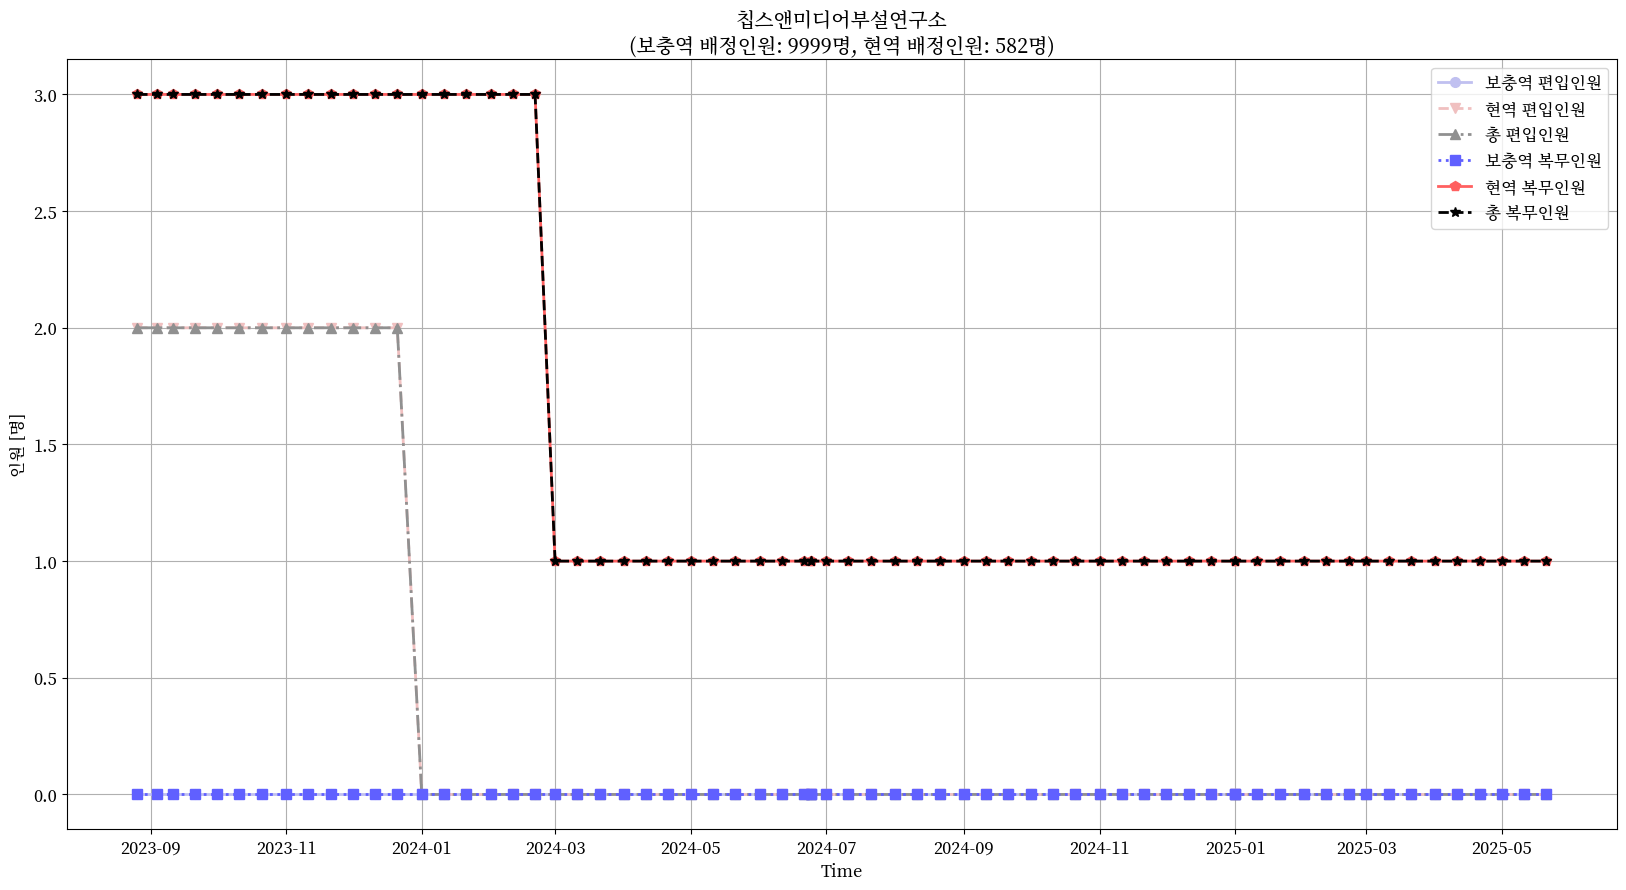 칩스앤미디어부설연구소
(보충역 배정인원: 9999명, 현역 배정인원: 582명)
보충역 편입인원
현역 편입인원
총 편입인원
보충역 복무인원
현역 복무인원
총 복무인원
3.0
2.5
2.0
1.5
1.0
0.5
0.0
인원 [명]
2023-09
2023-11
2024-01
2024-03
2024-05
2024-07
2024-09
2024-11
2025-01
2025-03
2025-05
Time